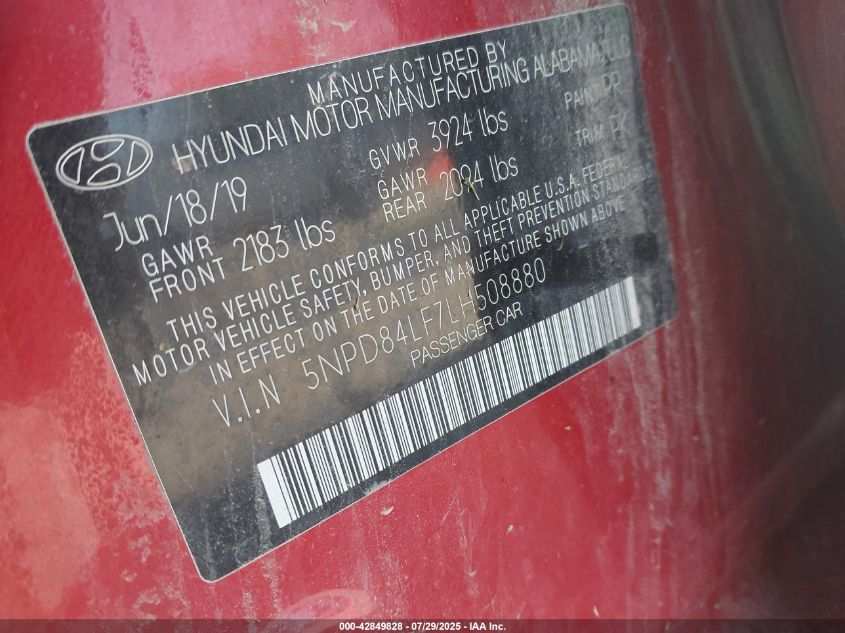 MANUFACTURED BY
HYUNDAI MOTOR MANUFACTURING ALABAMA, LLC
Jun/18/19 GVWR 3924 lbs PAINT PR
GAWR FRONT 2183 lbs GAWR REAR 2094 lbs TRIM
THIS VEHICLE CONFORMS TO ALL APPLICABLE U.S.A. FEDERAL
MOTOR VEHICLE SAFETY, BUMPER, AND THEFT PREVENTION STANDARDS
IN EFFECT ON THE DATE OF MANUFACTURE SHOWN ABOVE
V.I.N 5NPD84LF7LH508880
PASSENGER CAR
000-42849828 - 07/29/2025 - IAA Inc.